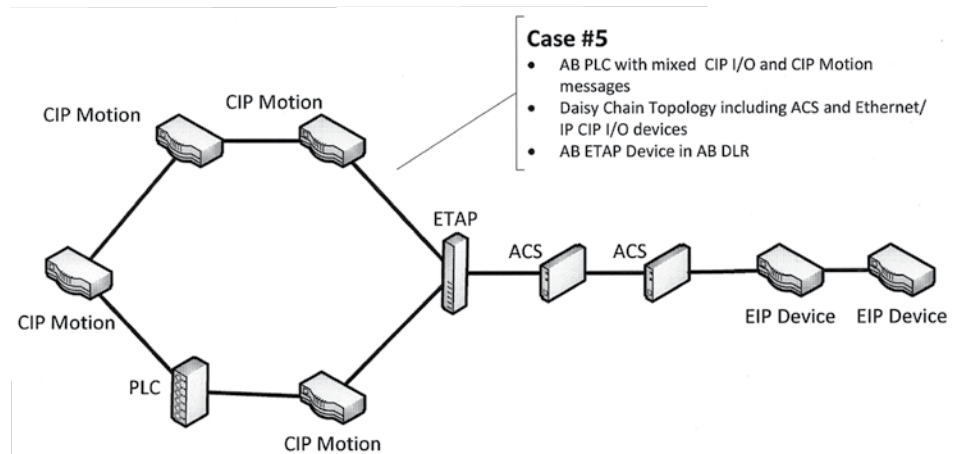 Case #5
• AB PLC with mixed CIP I/O and CIP Motion
messages
• Daisy Chain Topology including ACS and Ethernet/
IP CIP I/O devices
• AB ETAP Device in AB DLR
CIP Motion
CIP Motion
ETAP
ACS
ACS
CIP Motion
EIP Device
EIP Device
PLC
CIP Motion